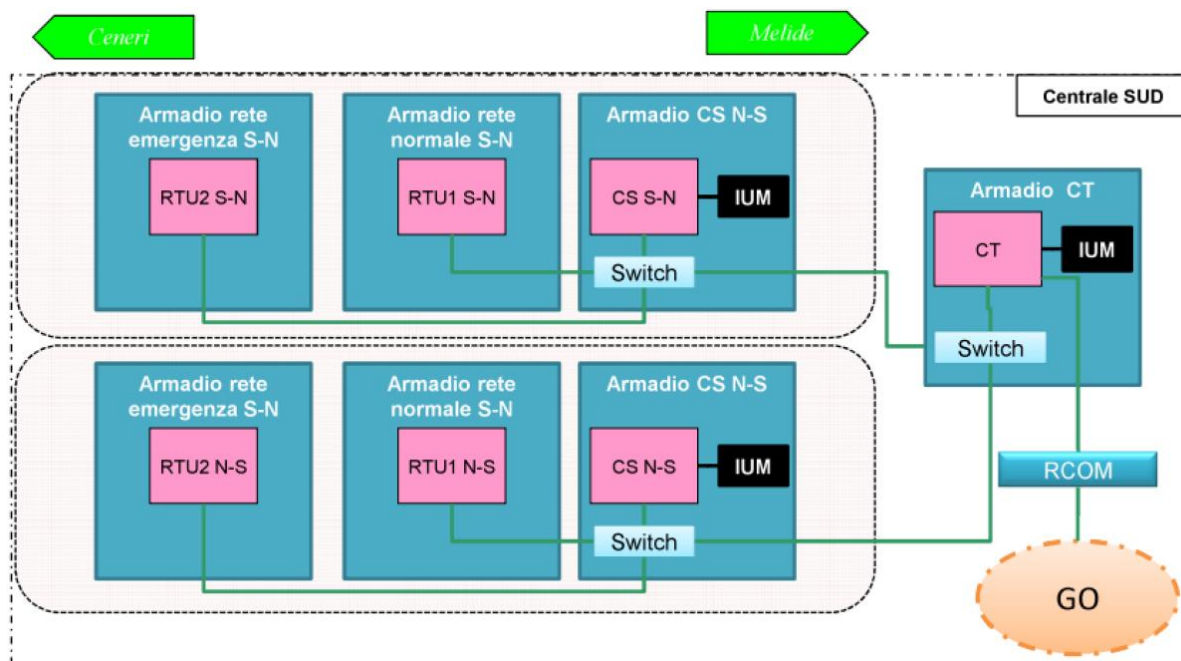 Ceneri
Melide
Centrale SUD
Armadio rete
emergenza S-N
Armadio rete
normale S-N
Armadio CS N-S
RTU2 S-N
RTU1 S-N
CS S-N
IUM
Switch
Armadio CT
CT
IUM
Switch
Armadio rete
emergenza S-N
Armadio rete
normale S-N
Armadio CS N-S
RTU2 N-S
RTU1 N-S
CS N-S
IUM
Switch
RCOM
GO